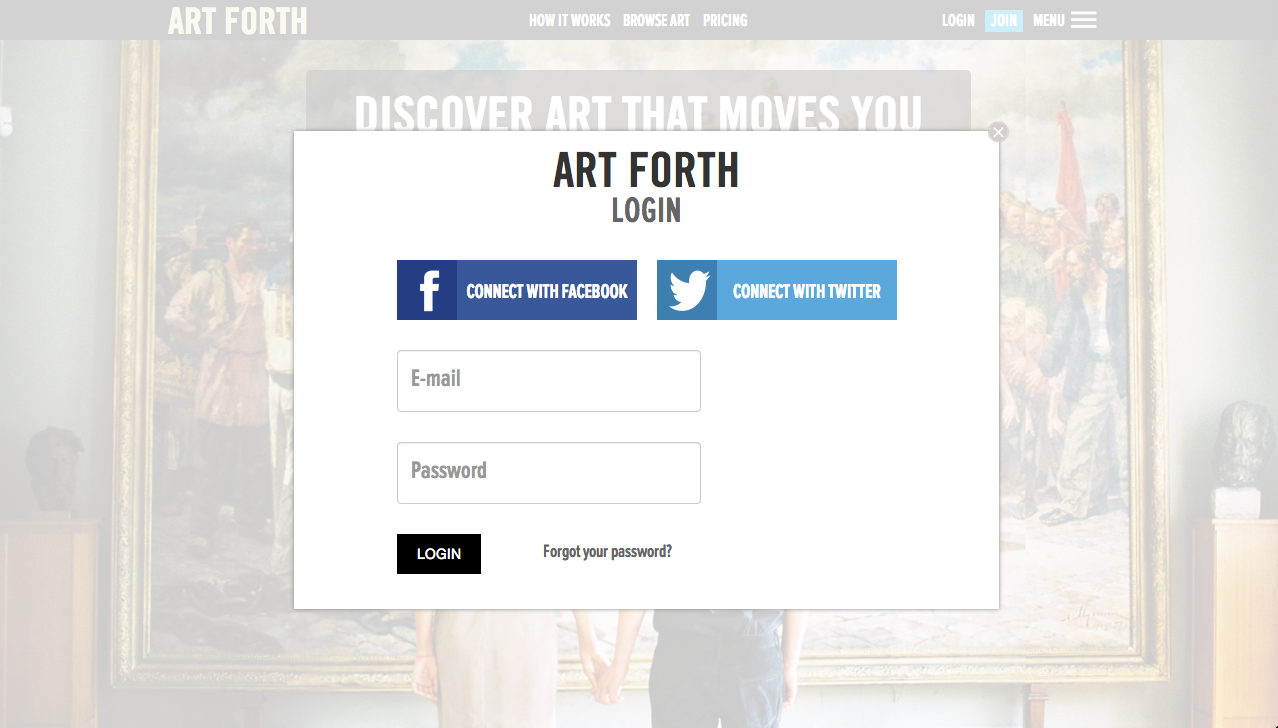 ART FORTH
HOW IT WORKS BROWSE ART PRICING
LOGIN JOIN MENU
DISCOVER ART THAT MOVES YOU
ART FORTH
LOGIN
CONNECT WITH FACEBOOK
CONNECT WITH TWITTER
E-mail
Password
LOGIN
Forgot your password?